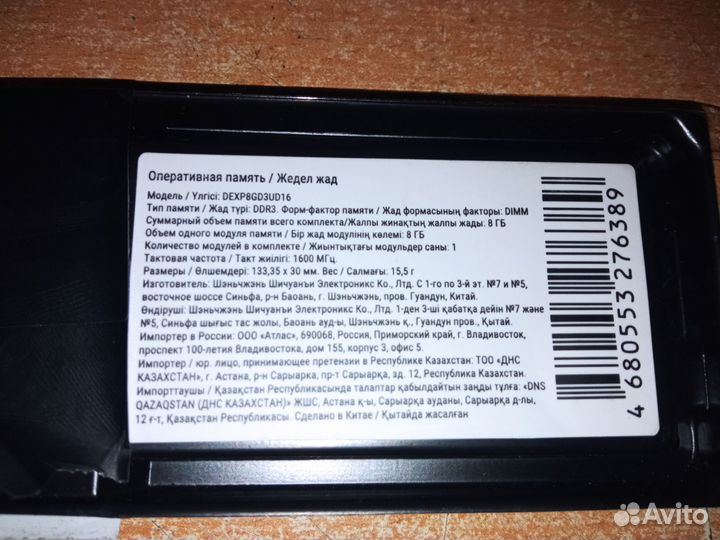 Оперативная память / Жедел жад
Модель / Үлгісі: DEXP8GD3UD16
Тип памяти / Жад түрі: DDR3. Форм-фактор памяти / Жад формасының факторы: DIMM
Суммарный объем памяти всего комплекта/Жалпы жинақтың жалпы жады: 8 ГБ
Объем одного модуля памяти / Бір жад модулінің көлемі: 8 ГБ
Количество модулей в комплекте / Жиынтықтағы модульдер саны: 1
Тактовая частота / Такт жиілігі: 1600 МГц.
Размеры / Өлшемдері: 133,35 х 30 мм. Вес / Салмағы: 15,5 г
Изготовитель: Шэньчжэнь Шичуанъи Электроникс Ко., Лтд. С 1-го по 3-й эт. №7 и №5,
восточное шоссе Синьфа, р-н Баоань, г. Шэньчжэнь, пров. Гуандун, Китай.
Өндіруші: Шэньчжэнь Шичуанъи Электроникс Ко., Лтд. 1-ден 3-ші қабатқа дейін №7 және
№5, Синьфа шығыс тас жолы, Баоань ауд-ы, Шэньчжэнь қ., Гуандун пров., Қытай.
Импортер в России: ООО «Атлас», 690068, Россия, Приморский край, г. Владивосток,
проспект 100-летия Владивостока, дом 155, корпус 3, офис 5.
Импортер / юр. лицо, принимающее претензии в Республике Казахстан: ТОО «ДНС
КАЗАХСТАН», г. Астана, р-н Сарыарка, пр-т Сарыарка, зд. 12, Республика Казахстан.
Импорттаушы / Қазақстан Республикасында талаптар қабылдайтын заңды тұлға: «DNS
QAZAQSTAN (ДНС КАЗАХСТАН)» ЖШС, Астана қ-ы, Сарыарқа ауданы, Сарыарқа д-лы,
12 ғ-т, Қазақстан Республикасы. Сделано в Китае / Қытайда жасалған
4 680553 276389
Avito